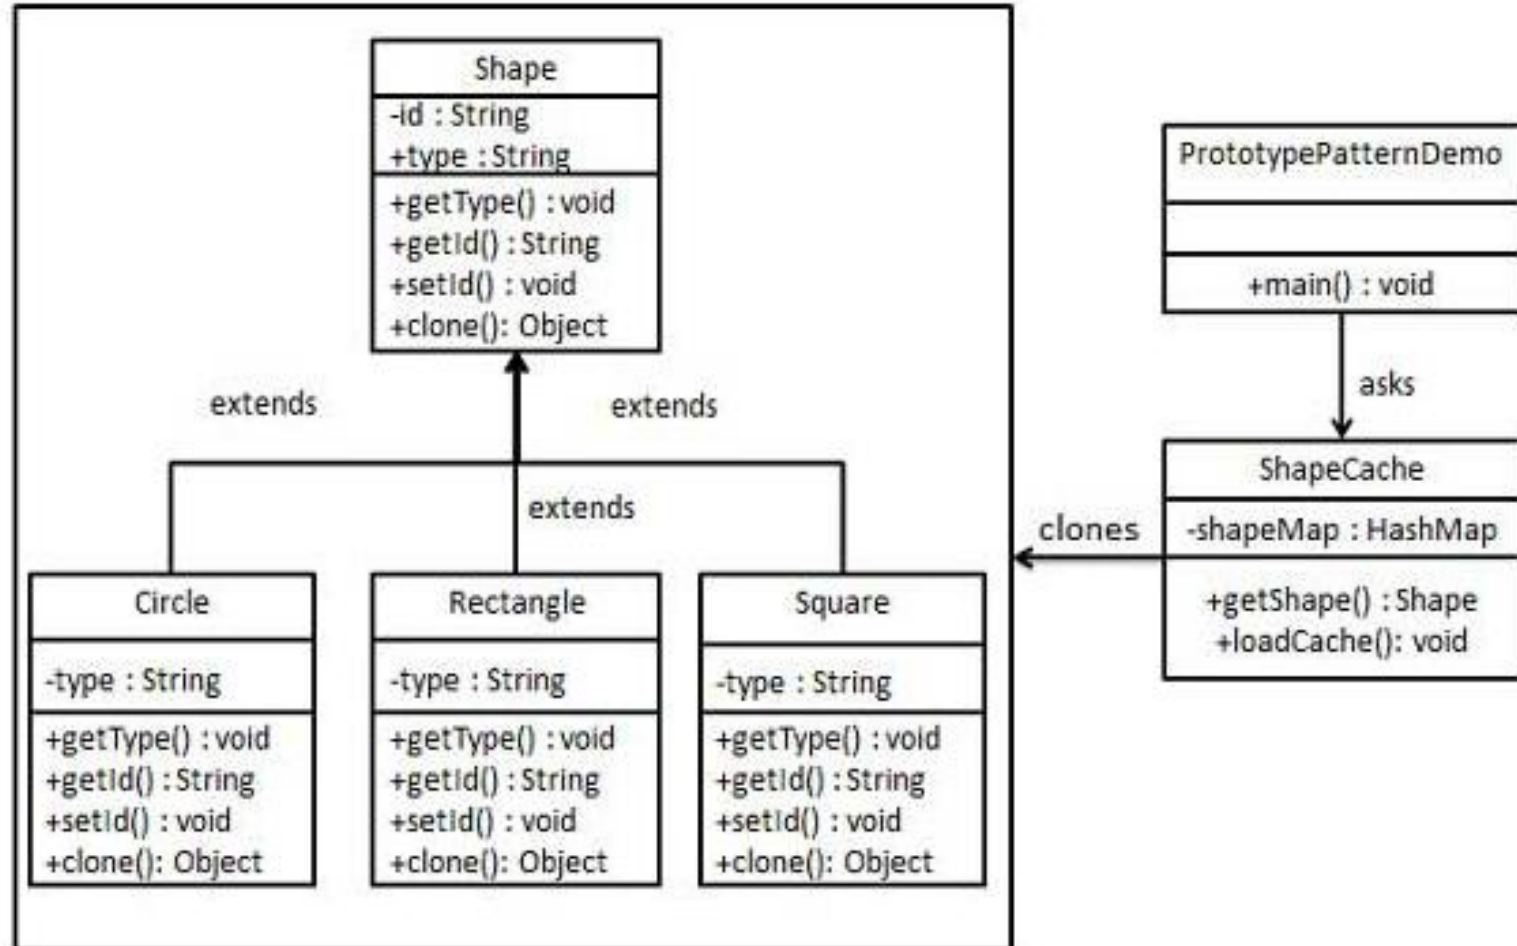 Shape
-id : String
+type : String
+getType() : void
+getId() : String
+setId() : void
+clone(): Object
extends
extends
extends
Circle
-type : String
+getType() : void
+getId() : String
+setId() : void
+clone(): Object
Rectangle
-type : String
+getType() : void
+getId() : String
+setId() : void
+clone(): Object
Square
-type : String
+getType() : void
+getId() : String
+setId() : void
+clone(): Object
PrototypePatternDemo
+main() : void
asks
ShapeCache
-shapeMap : HashMap
+getShape() : Shape
+loadCache(): void
clones